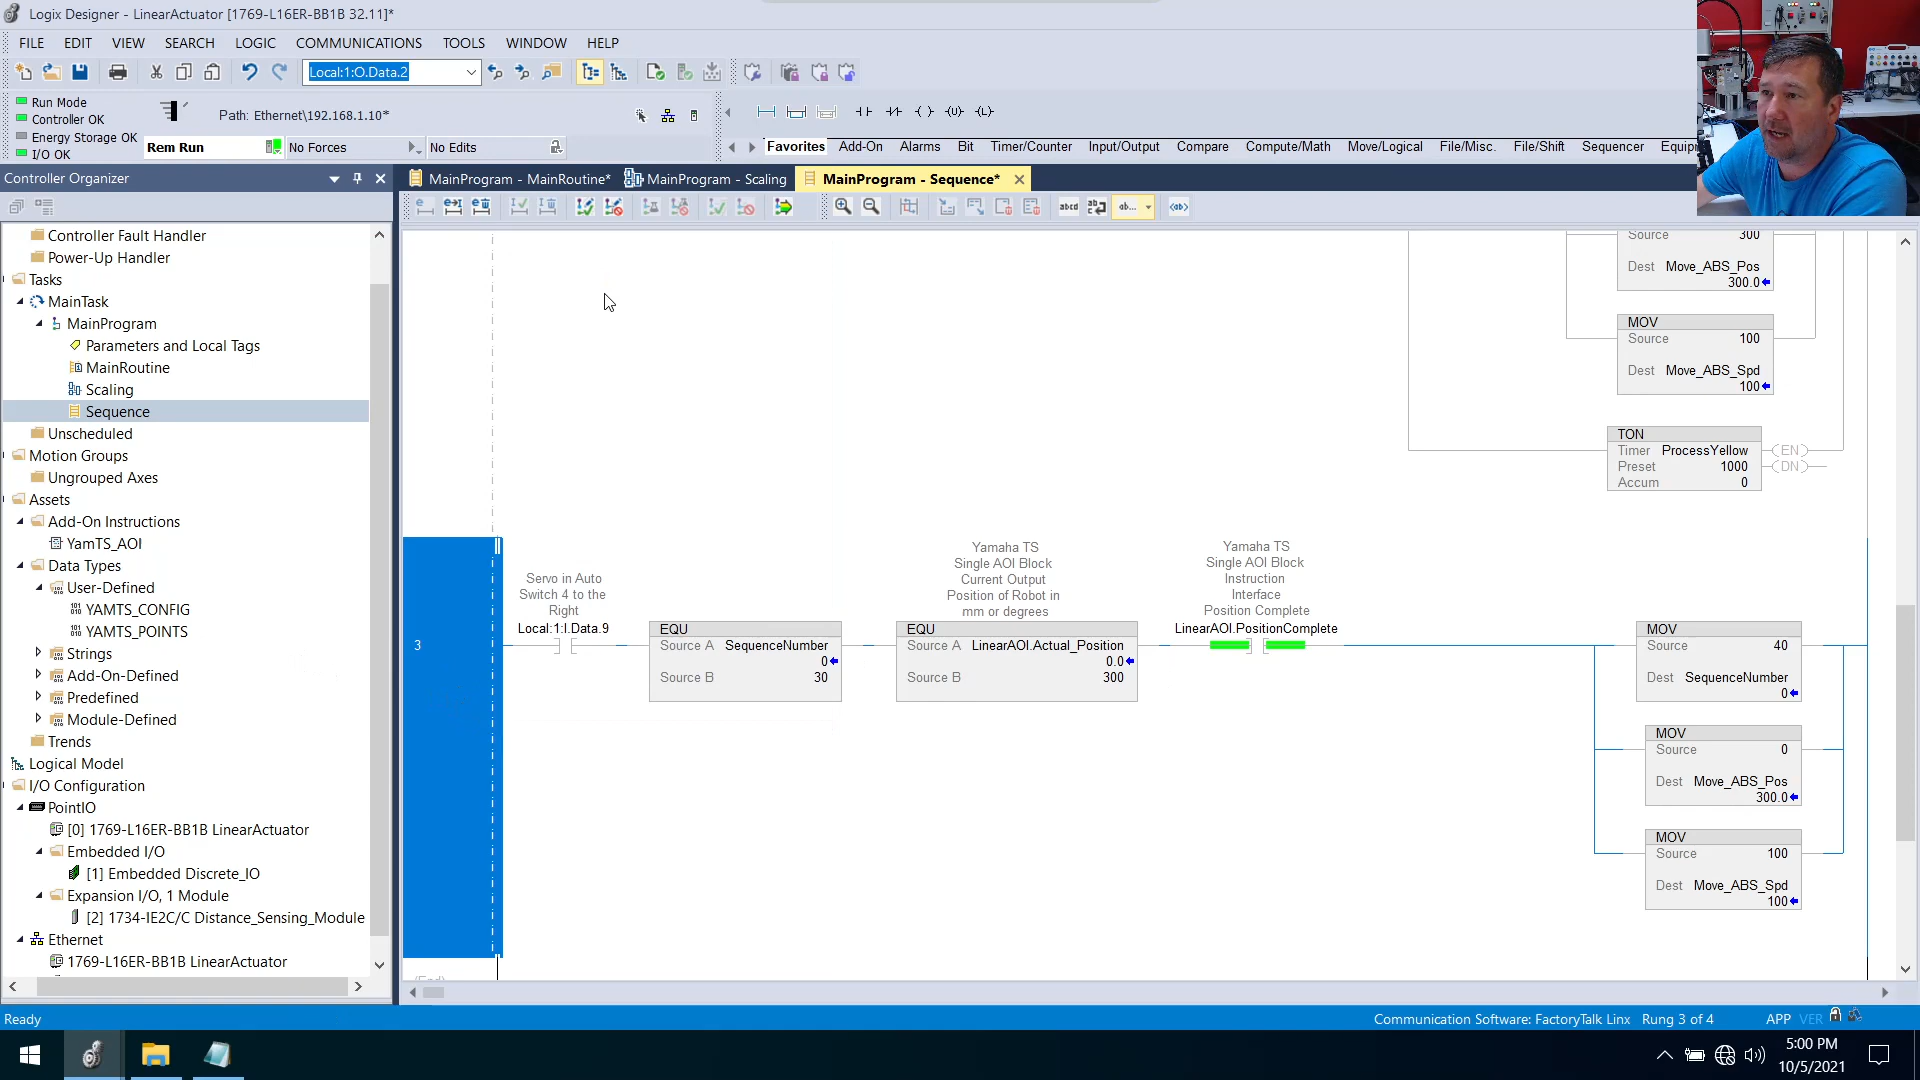 Logix Designer - LinearActuator [1769-L16ER-BB1B 32.11]*
FILE EDIT VIEW SEARCH LOGIC COMMUNICATIONS TOOLS WINDOW HELP
Local:1:O.Data.2
Run Mode
Controller OK
Energy Storage OK
I/O OK
Path: Ethernet\192.168.1.10*
Rem Run No Forces No Edits
Favorites Add-On Alarms Bit Timer/Counter Input/Output Compare Compute/Math Move/Logical File/Misc. File/Shift Sequencer Equip
Controller Organizer
MainProgram - MainRoutine* MainProgram - Scaling MainProgram - Sequence*
Controller Fault Handler
Power-Up Handler
Tasks
MainTask
MainProgram
Parameters and Local Tags
MainRoutine
Scaling
Sequence
Unscheduled
Motion Groups
Ungrouped Axes
Assets
Add-On Instructions
YamTS_AOI
Data Types
User-Defined
YAMTS_CONFIG
YAMTS_POINTS
Strings
Add-On-Defined
Predefined
Module-Defined
Trends
Logical Model
I/O Configuration
PointIO
[0] 1769-L16ER-BB1B LinearActuator
Embedded I/O
[1] Embedded Discrete_IO
Expansion I/O, 1 Module
[2] 1734-IE2C/C Distance_Sensing_Module
Ethernet
1769-L16ER-BB1B LinearActuator
Source 300
Dest Move_ABS_Pos
300.0
MOV
Source 100
Dest Move_ABS_Spd
100
TON
Timer ProcessYellow
Preset 1000
Accum 0
EN
DN
3
Servo in Auto
Switch 4 to the
Right
Local:1:I.Data.9
EQU
Source A SequenceNumber
0
Source B 30
Yamaha TS
Single AOI Block
Current Output
Position of Robot in
mm or degrees
EQU
Source A LinearAOI.Actual_Position
0.0
Source B 300
Yamaha TS
Single AOI Block
Instruction
Interface
Position Complete
LinearAOI.PositionComplete
MOV
Source 40
Dest SequenceNumber
0
MOV
Source 0
Dest Move_ABS_Pos
300.0
MOV
Source 100
Dest Move_ABS_Spd
100
(End)
Ready
Communication Software: FactoryTalk Linx Rung 3 of 4 APP VER
5:00 PM
10/5/2021